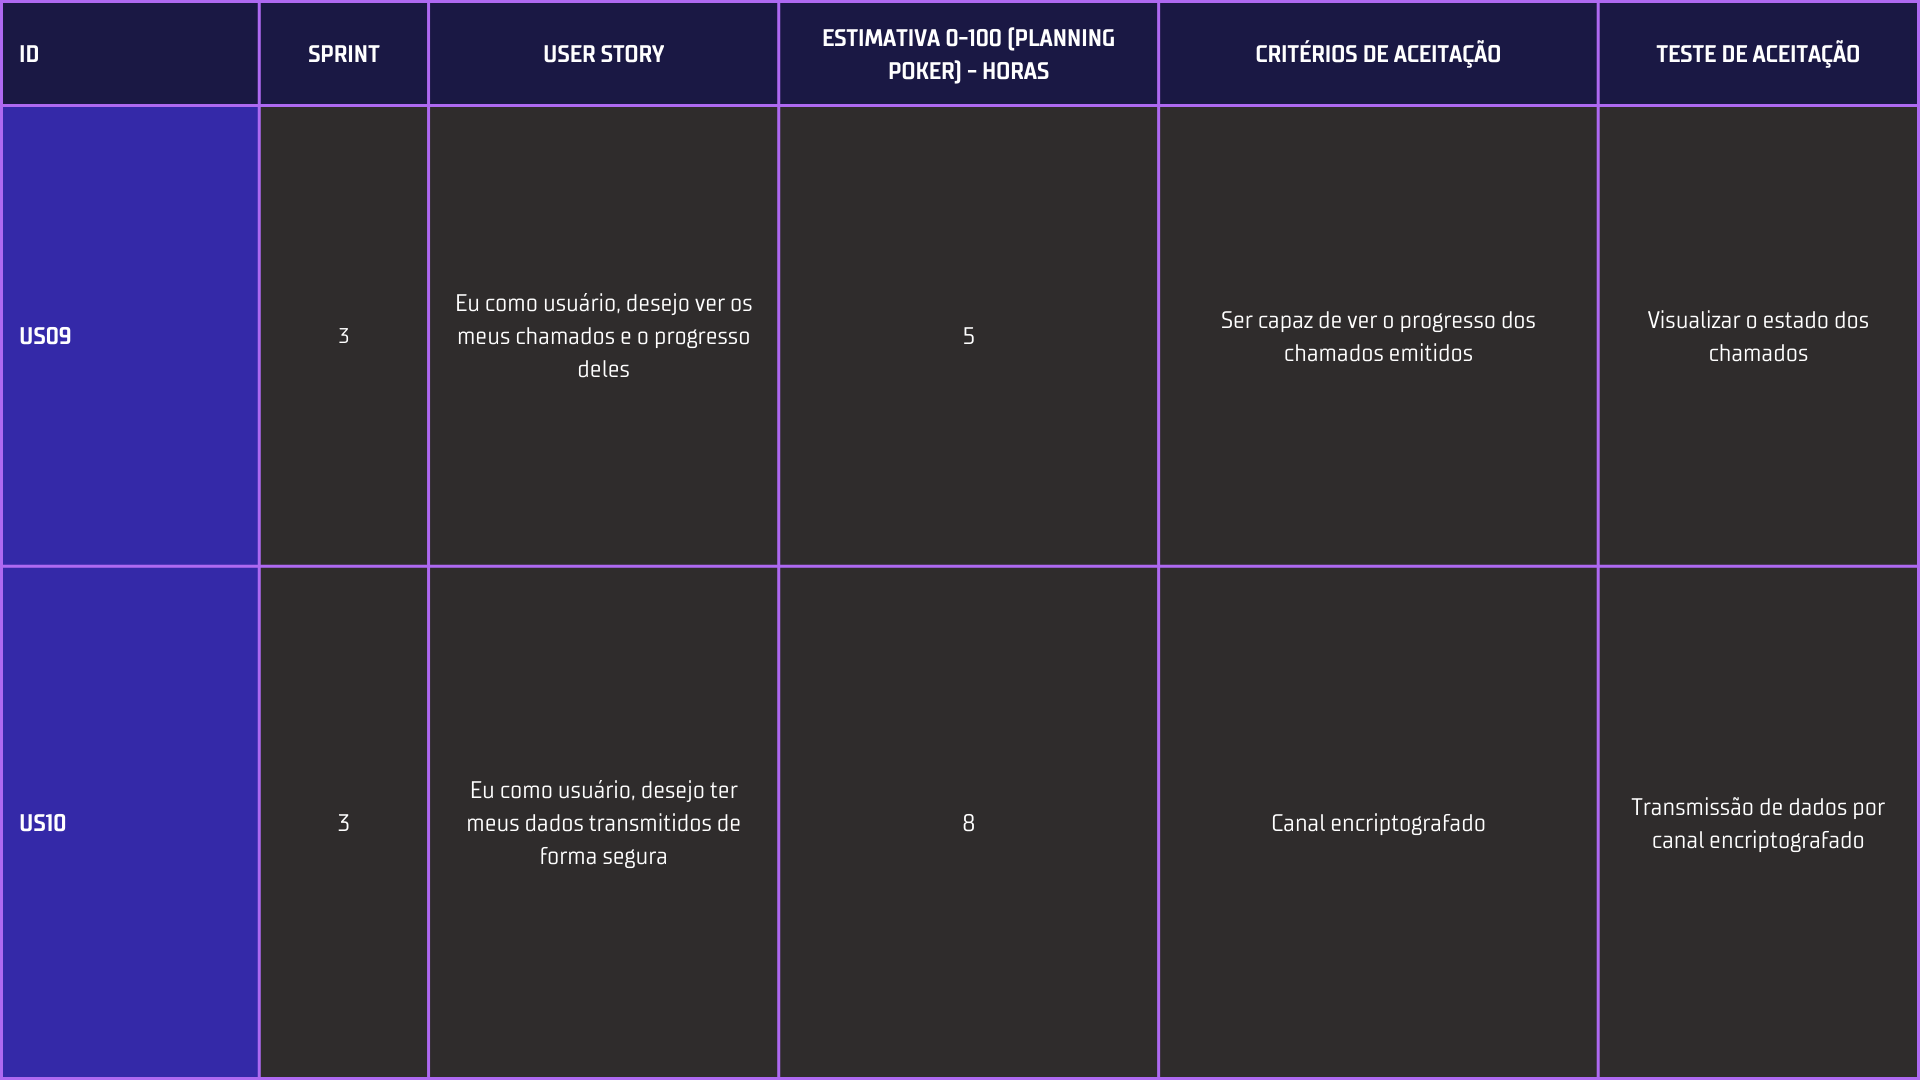 ID
SPRINT
USER STORY
ESTIMATIVA 0-100 (PLANNING
POKER) - HORAS
CRITÉRIOS DE ACEITAÇÃO
TESTE DE ACEITAÇÃO
US09
3
Eu como usuário, desejo ver os
meus chamados e o progresso
deles
5
Ser capaz de ver o progresso dos
chamados emitidos
Visualizar o estado dos
chamados
US10
3
Eu como usuário, desejo ter
meus dados transmitidos de
forma segura
8
Canal encriptografado
Transmissão de dados por
canal encriptografado